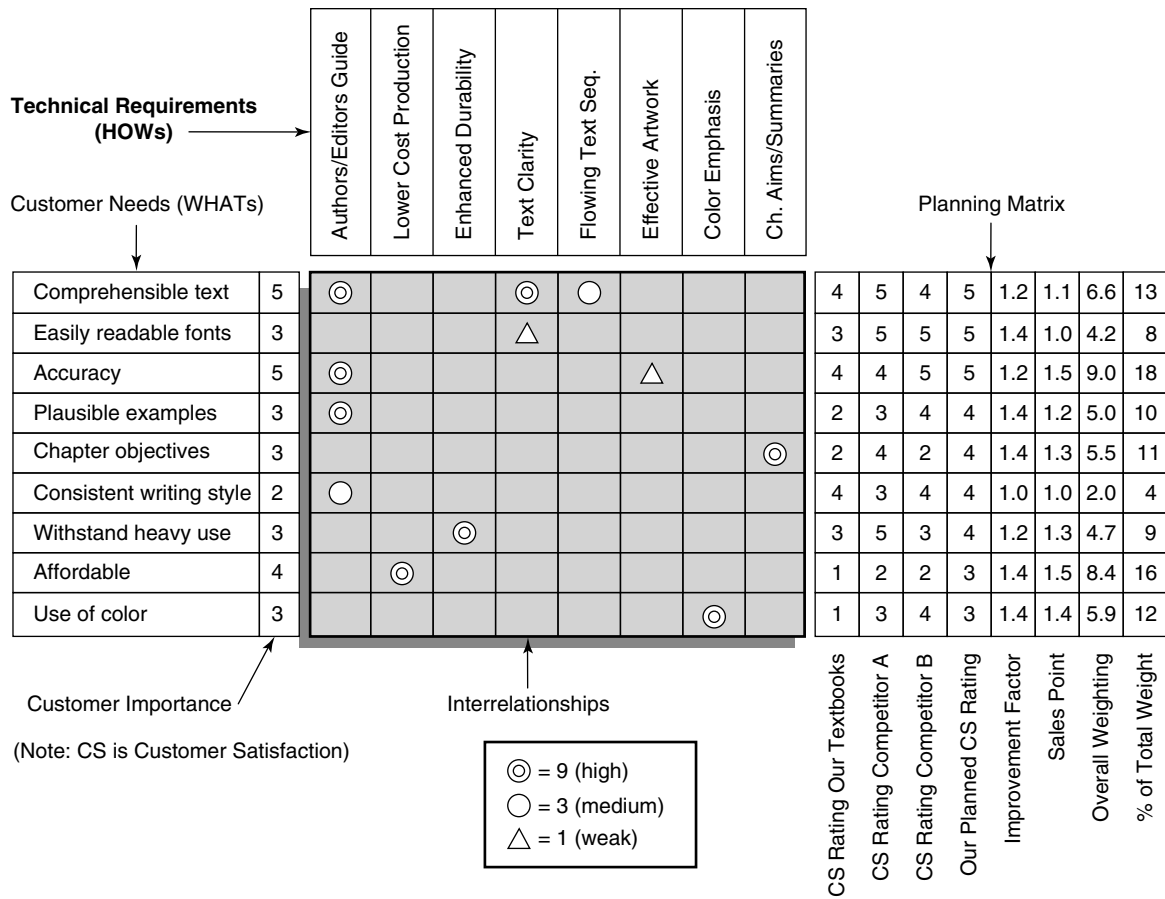 Authors/Editors Guide
Lower Cost Production
Enhanced Durability
Text Clarity
Flowing Text Seq.
Effective Artwork
Color Emphasis
Ch. Aims/Summaries
Technical Requirements
(HOWs)
Customer Needs (WHATs)
Planning Matrix
Comprehensible text 5 4 5 4 5 1.2 1.1 6.6 13
Easily readable fonts 3 3 5 5 5 1.4 1.0 4.2 8
Accuracy 5 4 4 5 5 1.2 1.5 9.0 18
Plausible examples 3 2 3 4 4 1.4 1.2 5.0 10
Chapter objectives 3 2 4 2 4 1.4 1.3 5.5 11
Consistent writing style 2 4 3 4 4 1.0 1.0 2.0 4
Withstand heavy use 3 3 5 3 4 1.2 1.3 4.7 9
Affordable 4 1 2 2 3 1.4 1.5 8.4 16
Use of color 3 1 3 4 3 1.4 1.4 5.9 12
Customer Importance
Interrelationships
(Note: CS is Customer Satisfaction)
= 9 (high)
= 3 (medium)
= 1 (weak)
CS Rating Our Textbooks
CS Rating Competitor A
CS Rating Competitor B
Our Planned CS Rating
Improvement Factor
Sales Point
Overall Weighting
% of Total Weight